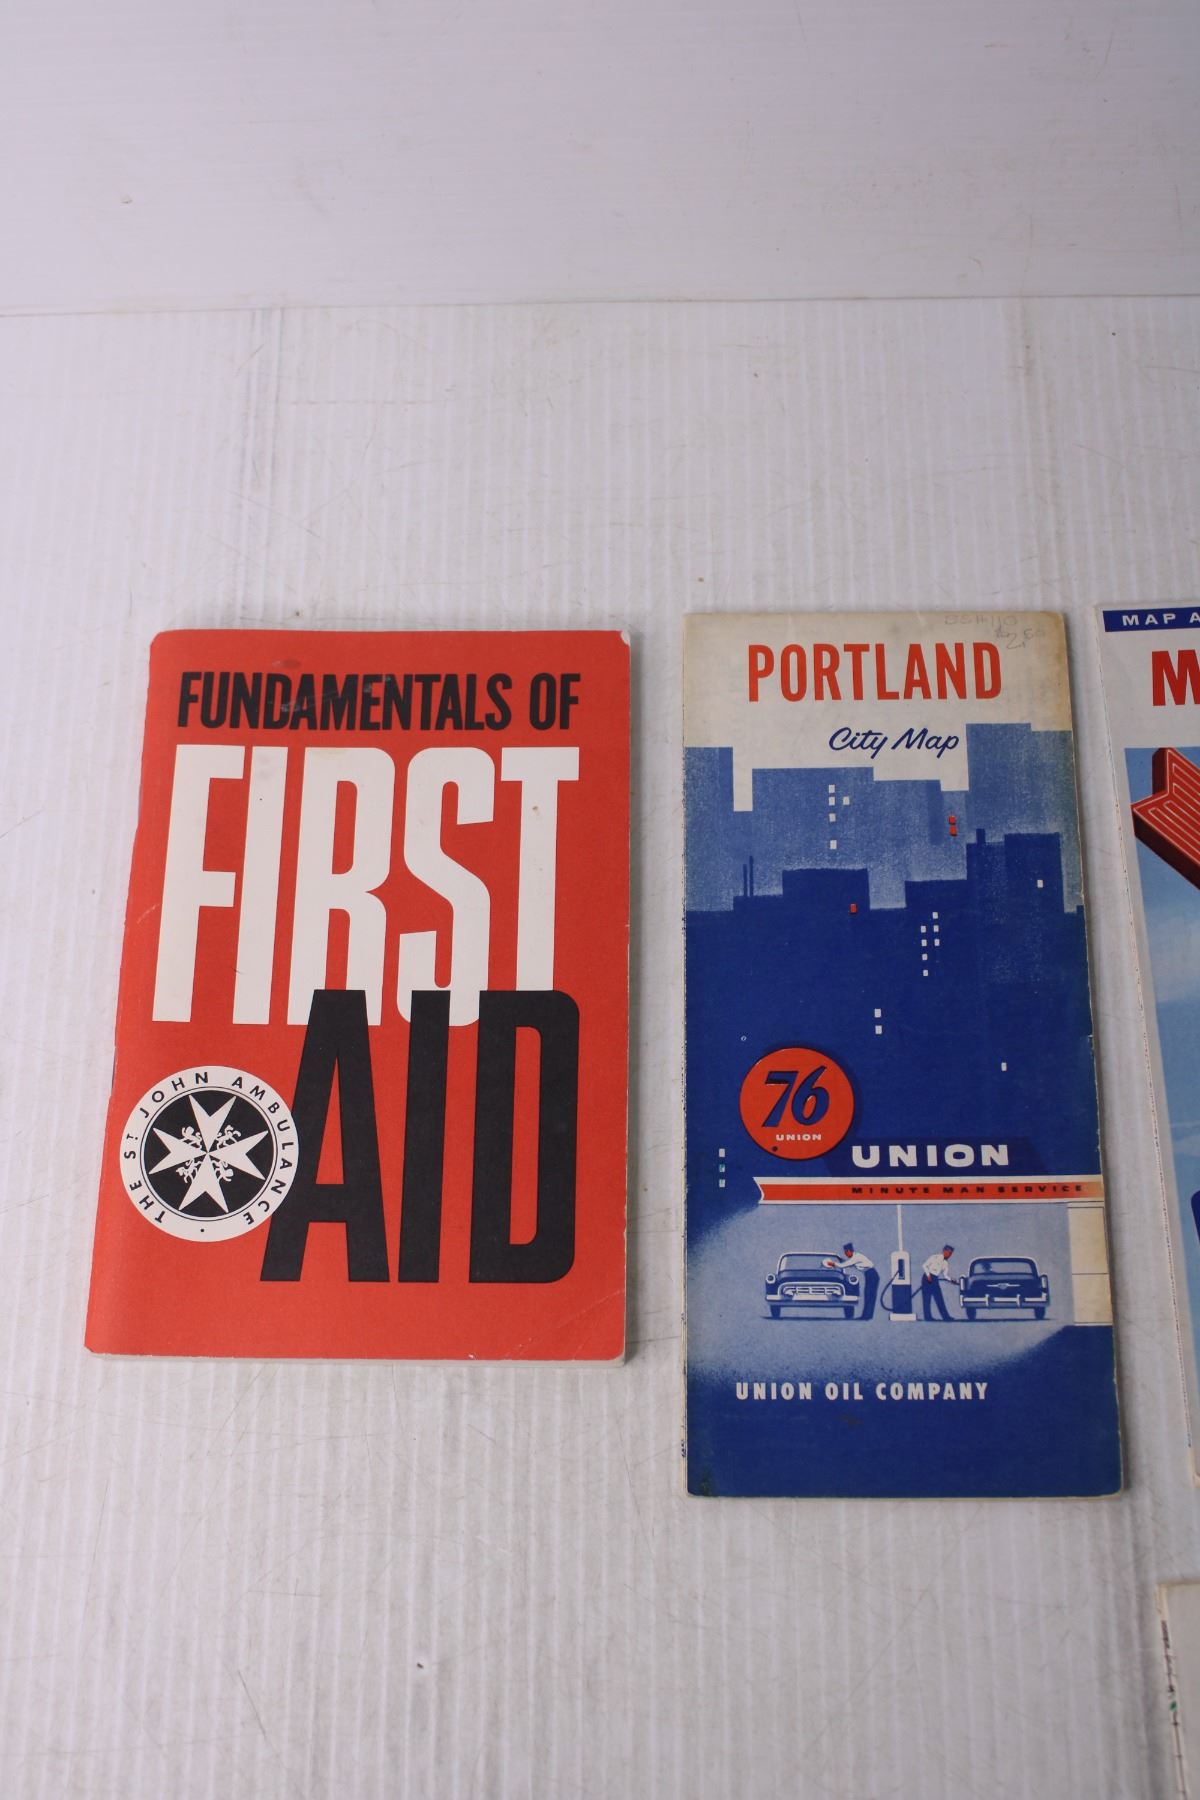 FUNDAMENTALS OF
FIRST
AID
THE ST JOHN AMBULANCE
PORTLAND
City Map
76
UNION
UNION
MINUTE MAN SERVICE
UNION OIL COMPANY
MAP A
M